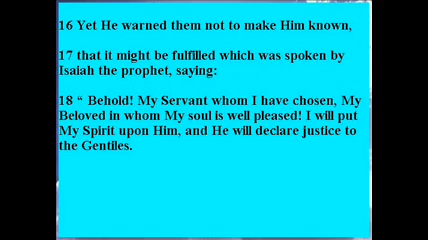 16 Yet He warned them not to make Him known,
17 that it might be fulfilled which was spoken by
Isaiah the prophet, saying:
18 “ Behold! My Servant whom I have chosen, My
Beloved in whom My soul is well pleased! I will put
My Spirit upon Him, and He will declare justice to
the Gentiles.